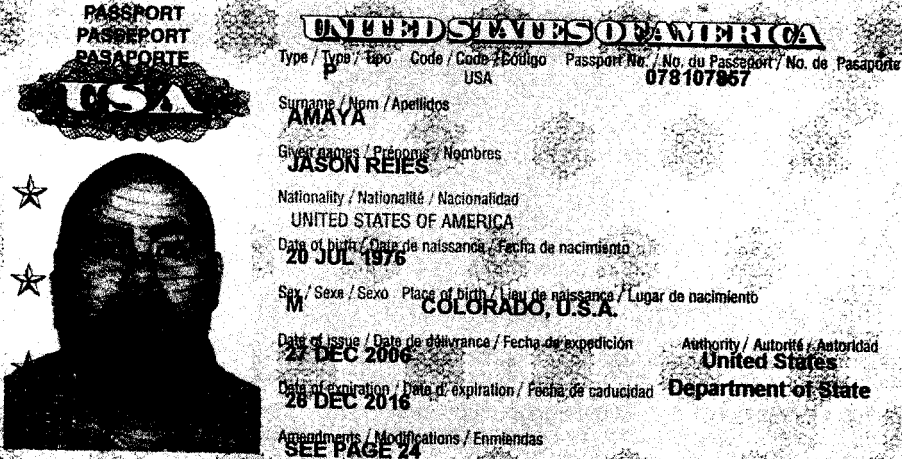 PASSPORT
PASSEPORT
PASAPORTE
USA
UNITED STATES OF AMERICA
Type / Type / Tipo Code / Code / Código Passport No. / No. du Passeport / No. de Pasaporte
P USA 078107857
Surname / Nom / Apellidos
AMAYA
Given names / Prénoms / Nombres
JASON REIES
Nationality / Nationalité / Nacionalidad
UNITED STATES OF AMERICA
Date of birth / Date de naissance / Fecha de nacimiento
20 JUL 1976
Sex / Sexe / Sexo Place of birth / Lieu de naissance / Lugar de nacimiento
M COLORADO, U.S.A.
Date of issue / Date de délivrance / Fecha de expedición Authority / Autorité / Autoridad
27 DEC 2006 United States
Date of expiration / Date d' expiration / Fecha de caducidad Department of State
26 DEC 2016
Amendments / Modifications / Enmiendas
SEE PAGE 24